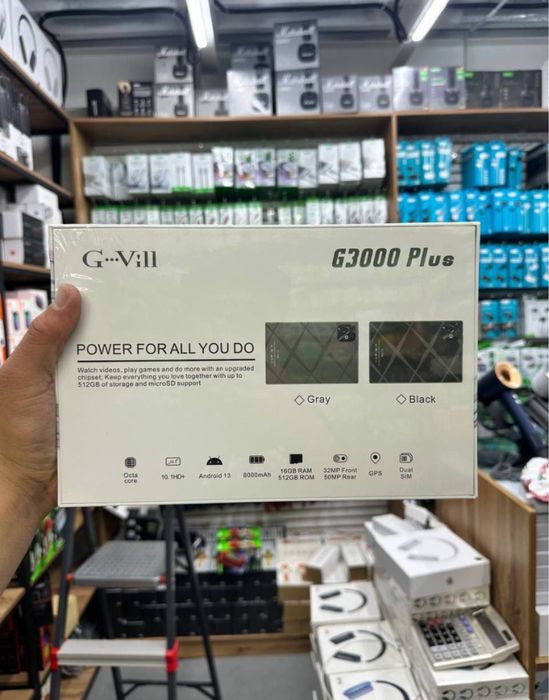 G···Vill
G3000 Plus
POWER FOR ALL YOU DO
Watch videos, play games and do more with an upgraded
chipset; Keep everything you love together with up to
512GB of storage and microSD support
Gray
Black
Octa
core
10.1HD+
Android 13
8000mAh
16GB RAM
512GB ROM
32MP Front
50MP Rear
GPS
Dual
SIM